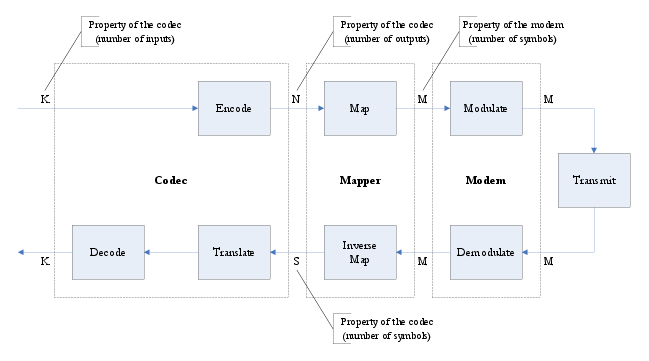 Property of the codec
(number of inputs)
Property of the codec
(number of outputs)
Property of the modem
(number of symbols)
K
N
M
M
Encode
Map
Modulate
Codec
Mapper
Modem
Transmit
Decode
Translate
Inverse
Map
Demodulate
K
S
M
M
Property of the codec
(number of symbols)